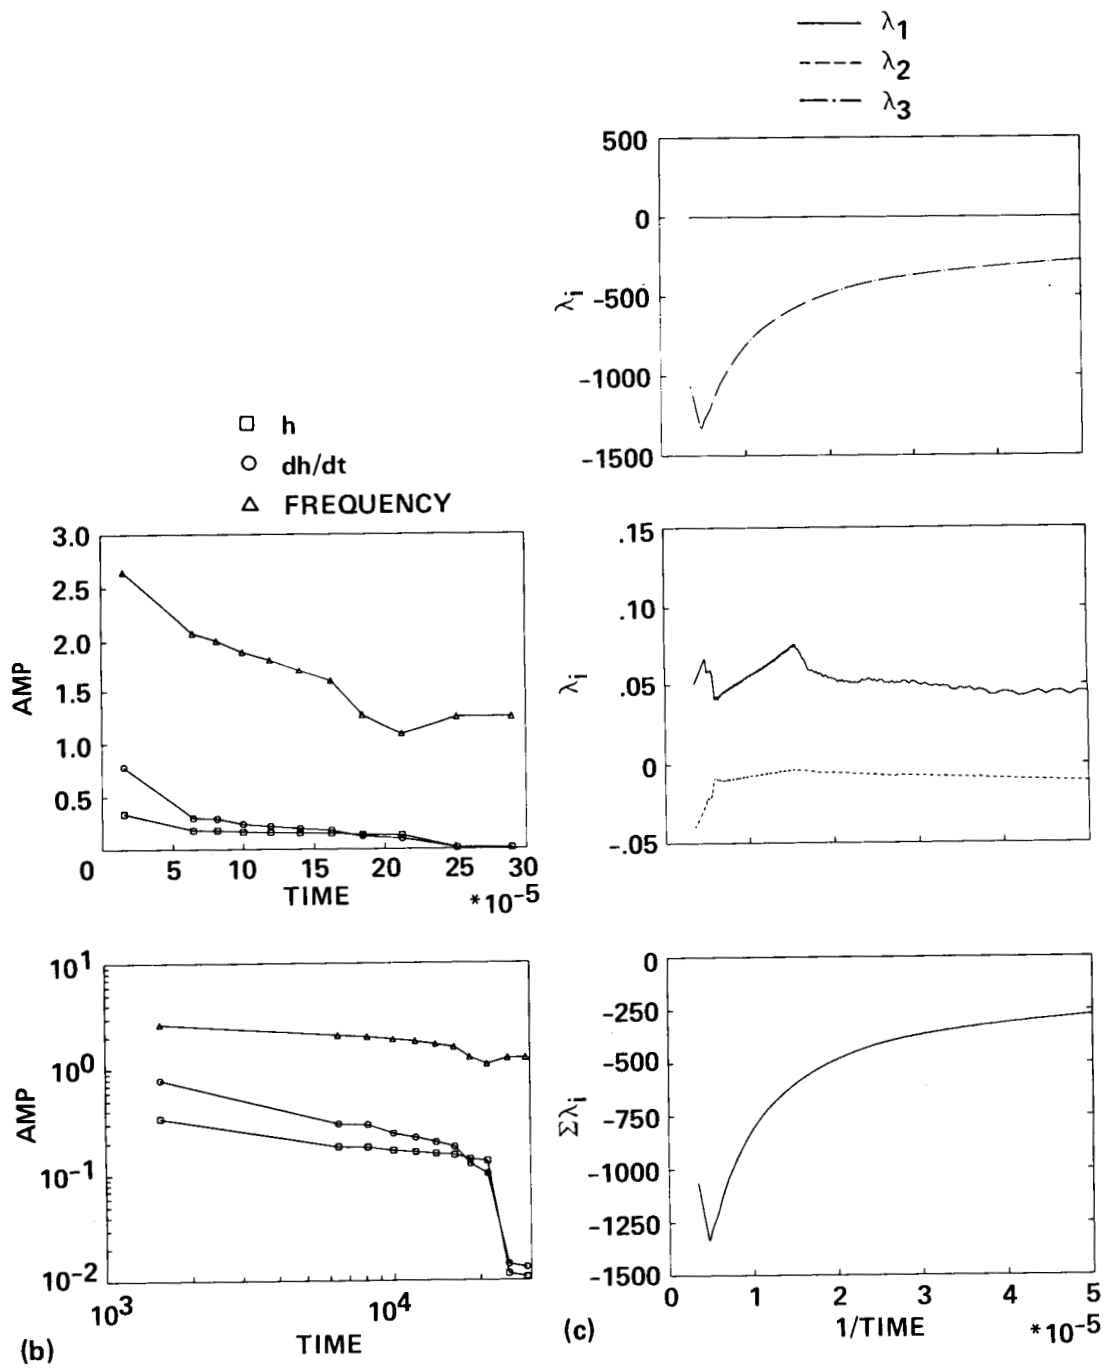 λ1
λ2
λ3
500
0
-500
-1000
-1500
λi
h
dh/dt
FREQUENCY
3.0
2.5
2.0
1.5
1.0
0.5
AMP
0 5 10 15 20 25 30
TIME
*10⁻⁵
.15
.10
.05
0
-.05
λi
10¹
10⁰
10⁻¹
10⁻²
AMP
10³ 10⁴
TIME
(b)
0
-250
-500
-750
-1000
-1250
-1500
Σλi
0 1 2 3 4 5
1/TIME
*10⁻⁵
(c)